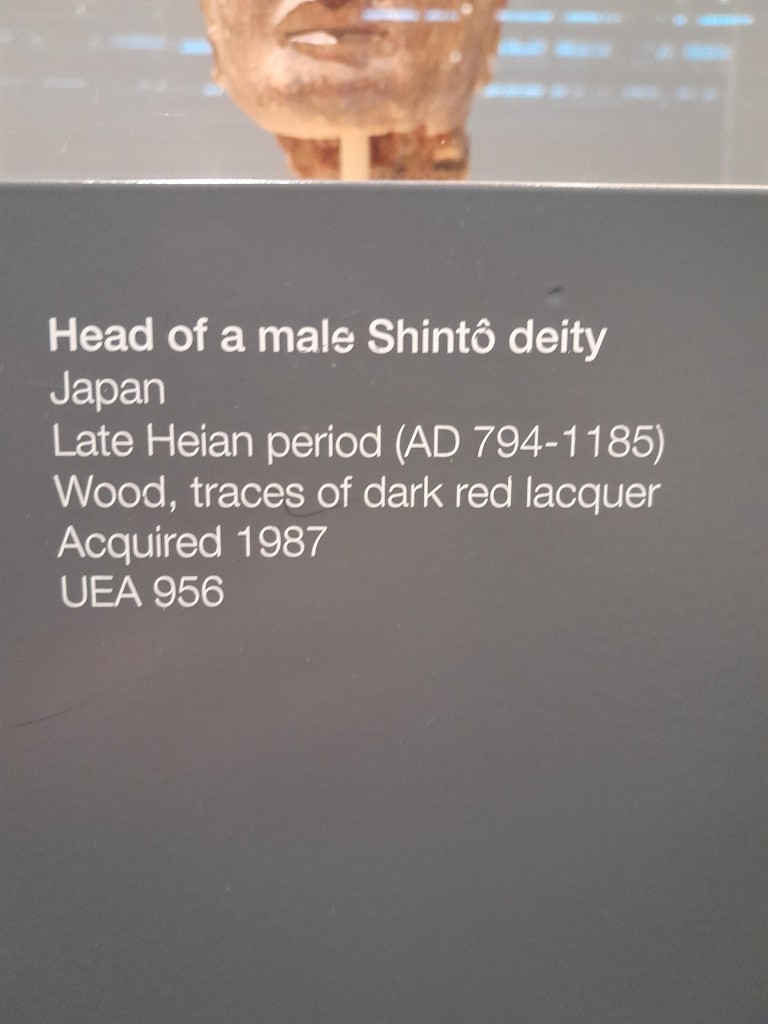 Head of a male Shintô deity
Japan
Late Heian period (AD 794-1185)
Wood, traces of dark red lacquer
Acquired 1987
UEA 956